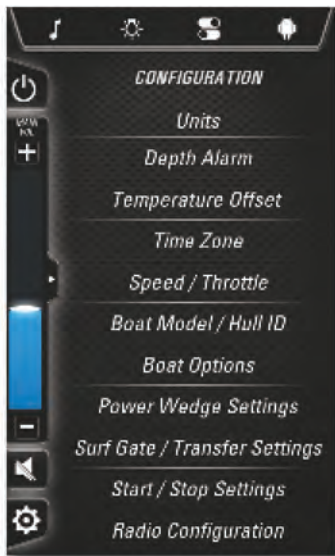 CONFIGURATION
Units
+
Depth Alarm
Temperature Offset
Time Zone
Speed / Throttle
Boat Model / Hull ID
Boat Options
Power Wedge Settings
-
Surf Gate / Transfer Settings
Start / Stop Settings
Radio Configuration